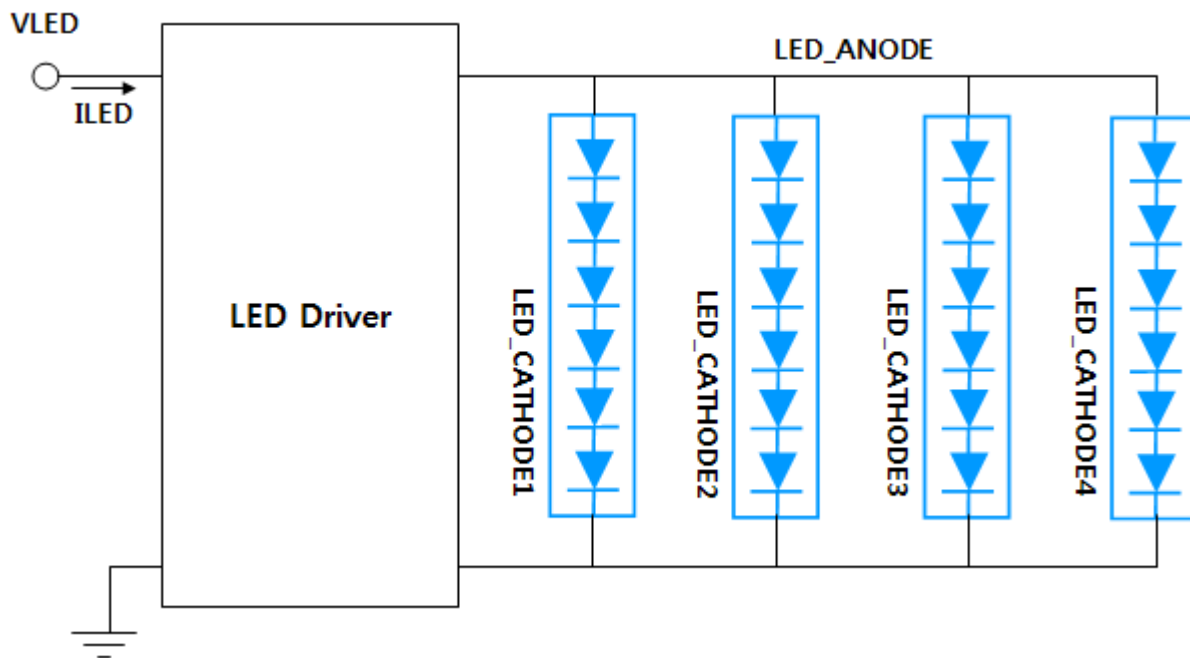 VLED
ILED
LED Driver
LED_ANODE
LED_CATHODE1
LED_CATHODE2
LED_CATHODE3
LED_CATHODE4